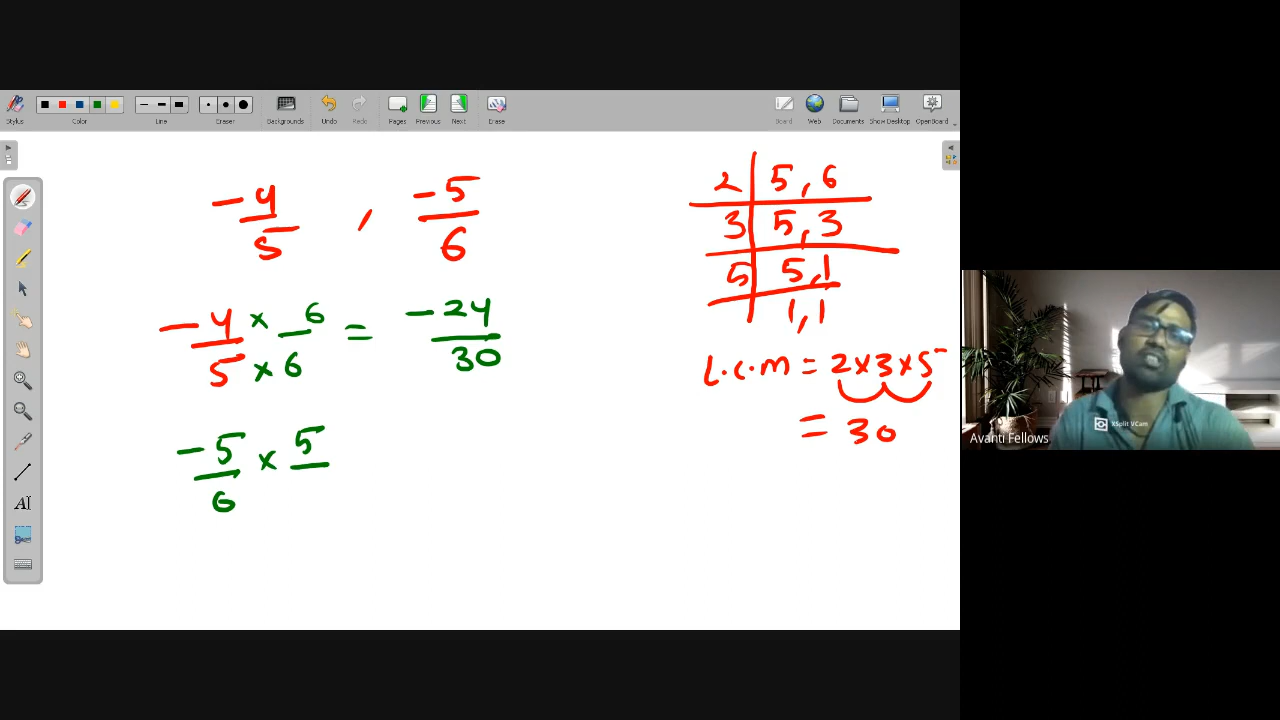 Stylus Color Line Eraser Backgrounds Undo Redo Pages Previous Next Erase Board Web Documents Show Desktop OpenBoard
-4/5 , -5/6
-4/5 × 6/× 6 = -24/30
-5/6 × 5/
2 | 5, 6
3 | 5, 3
5 | 5, 1
1, 1
L.C.M = 2×3×5
= 30
XSplit VCam
Avanti Fellows